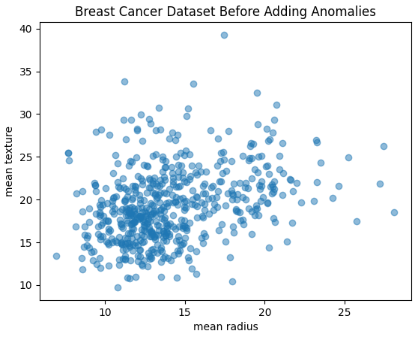 Breast Cancer Dataset Before Adding Anomalies
40
35
30
25
20
15
10
mean texture
10 15 20 25
mean radius